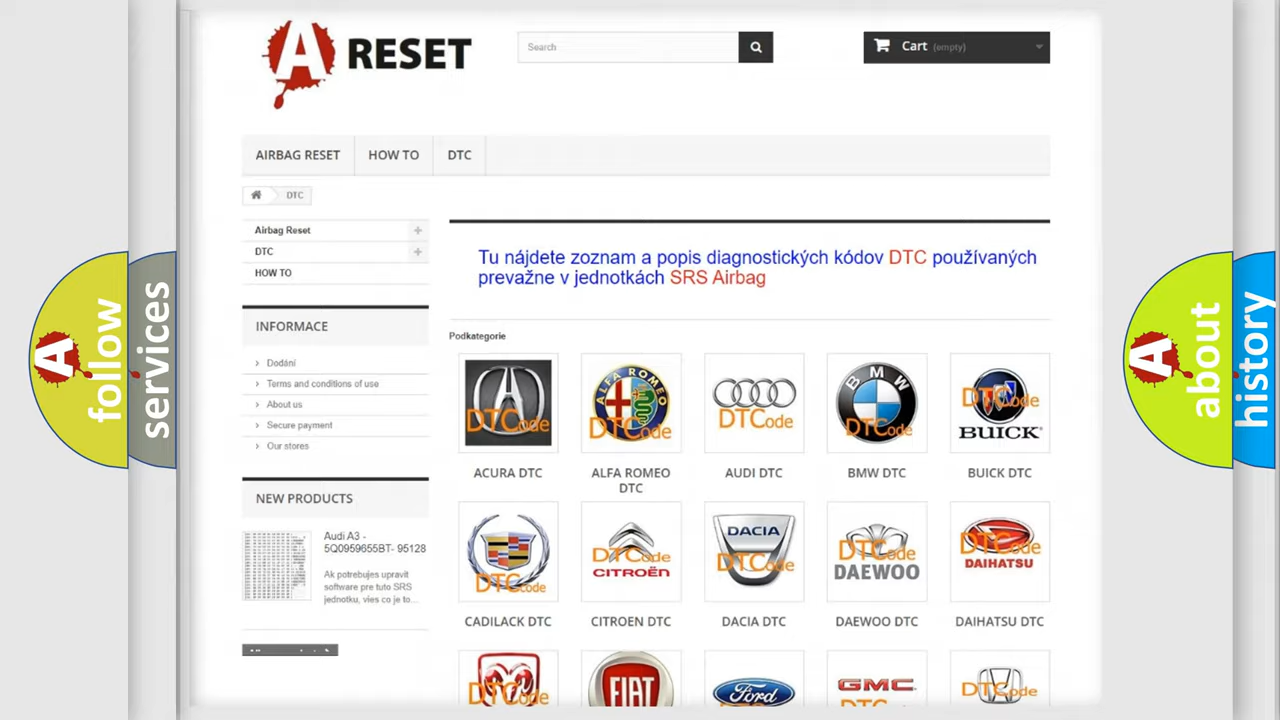 A RESET
Search
Cart (empty)
AIRBAG RESET
HOW TO
DTC
DTC
Airbag Reset
DTC
HOW TO
Tu nájdete zoznam a popis diagnostických kódov DTC používaných
prevažne v jednotkách SRS Airbag
INFORMACE
Dodání
Terms and conditions of use
About us
Secure payment
Our stores
NEW PRODUCTS
Audi A3 -
5Q0959655BT- 95128
Ak potrebujes upravit
software pre tuto SRS
jednotku, vies co je to...
Podkategorie
DTCode
ALFA ROMEO
DTCode
DTCode
BMW
DTCode
DTCode
BUICK
ACURA DTC
ALFA ROMEO
DTC
AUDI DTC
BMW DTC
BUICK DTC
DTCode
DTCode
CITROËN
DACIA
DTCode
DTCode
DAEWOO
DTCode
DAIHATSU
CADILACK DTC
CITROEN DTC
DACIA DTC
DAEWOO DTC
DAIHATSU DTC
DTCode
FIAT
Ford
GMC
DTCode
A
follow
services
A
about
history